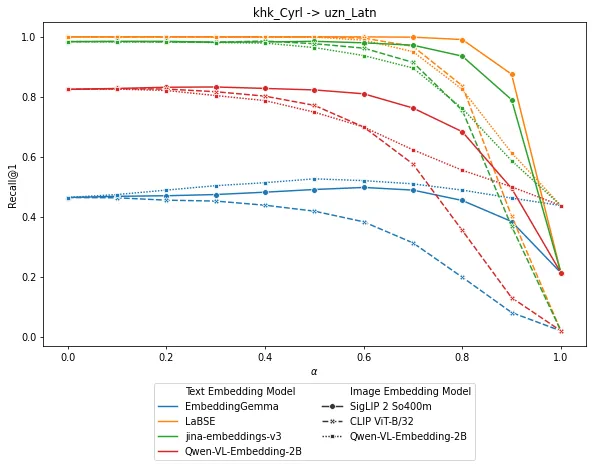 khk_Cyrl -> uzn_Latn
Recall@1
1.0
0.8
0.6
0.4
0.2
0.0
0.0 0.2 0.4 0.6 0.8 1.0
α
Text Embedding Model
EmbeddingGemma
LaBSE
jina-embeddings-v3
Qwen-VL-Embedding-2B
Image Embedding Model
SigLIP 2 So400m
CLIP ViT-B/32
Qwen-VL-Embedding-2B